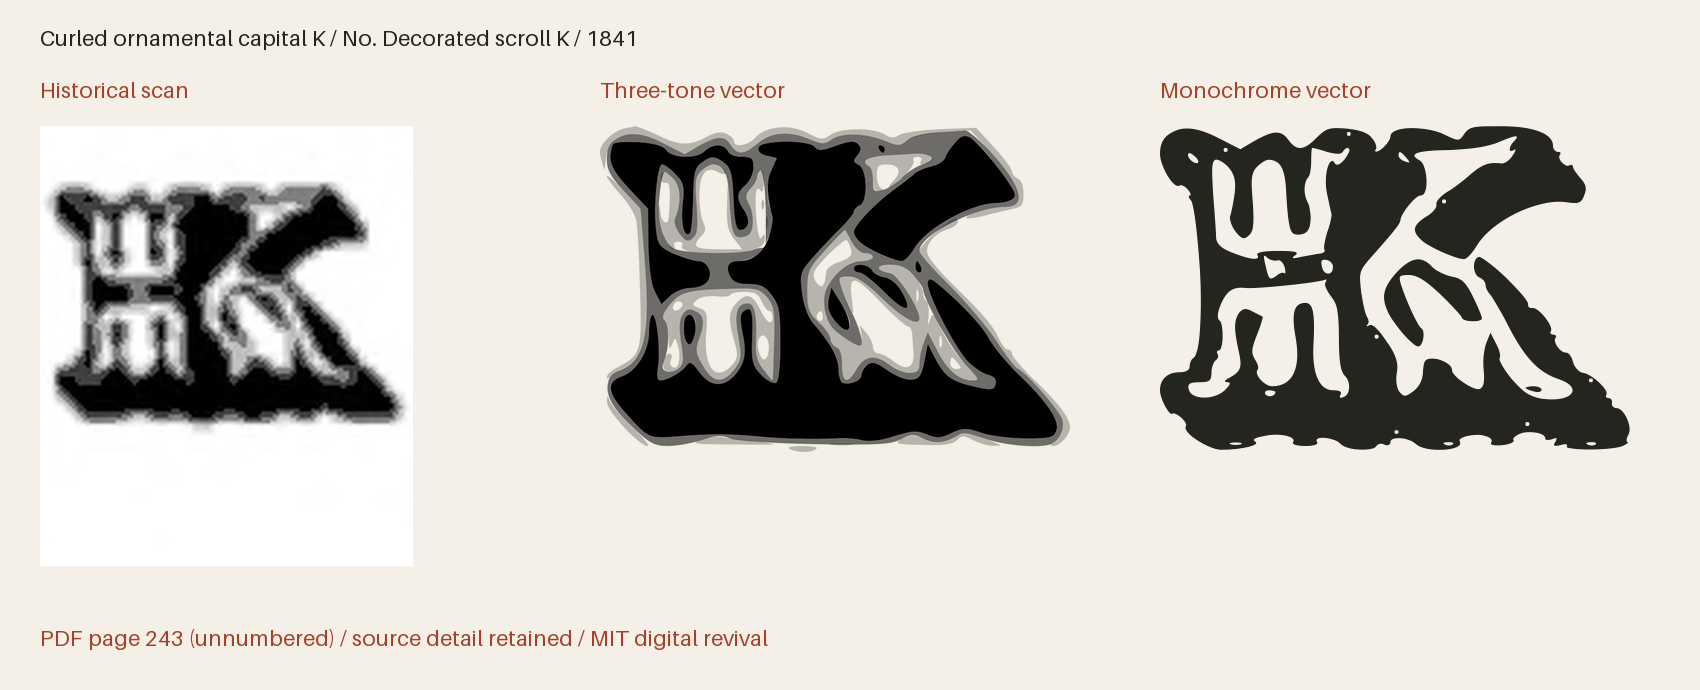 Curled ornamental capital K / No. Decorated scroll K / 1841
Historical scan
Three-tone vector
Monochrome vector
K
K
K
PDF page 243 (unnumbered) / source detail retained / MIT digital revival